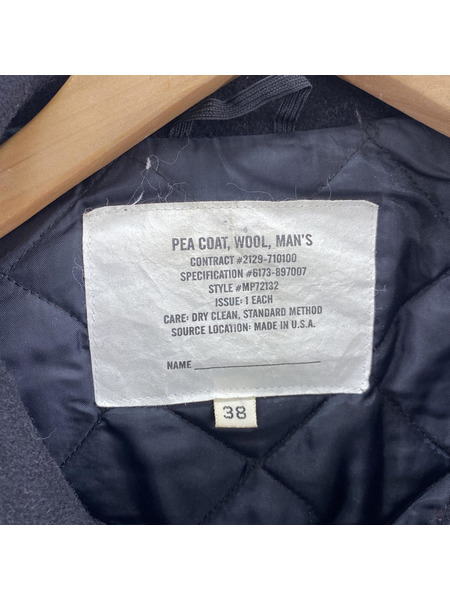 PEA COAT, WOOL, MAN'S
CONTRACT #2129-710100
SPECIFICATION #6173-897007
STYLE #MP72132
ISSUE: 1 EACH
CARE: DRY CLEAN, STANDARD METHOD
SOURCE LOCATION: MADE IN U.S.A.
NAME
38